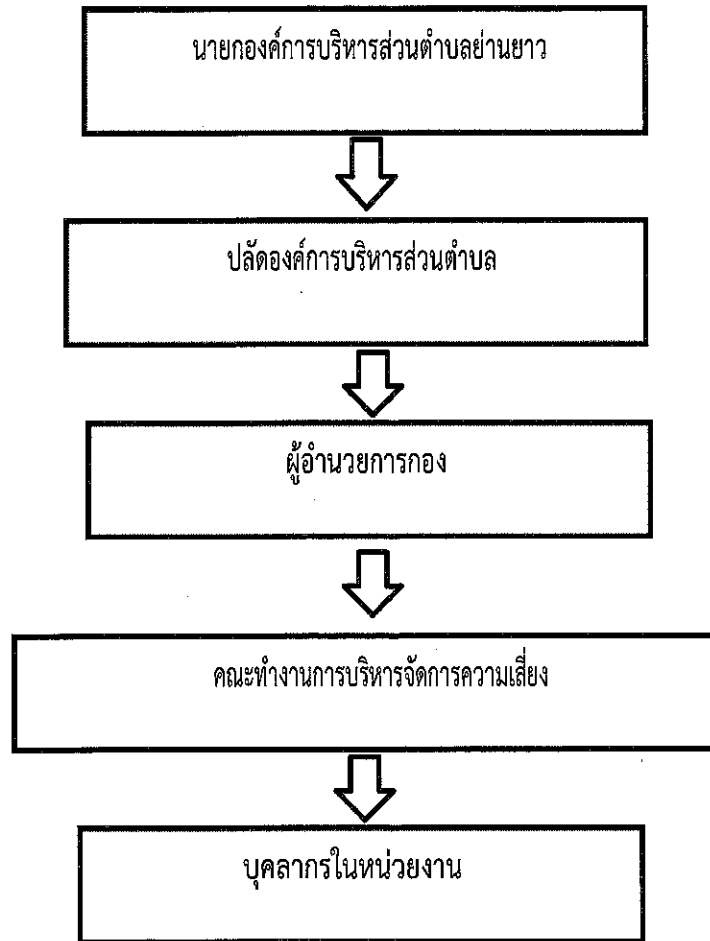 นายกองค์การบริหารส่วนตำบลย่านยาว
ปลัดองค์การบริหารส่วนตำบล
ผู้อำนวยการกอง
คณะทำงานการบริหารจัดการความเสี่ยง
บุคลากรในหน่วยงาน